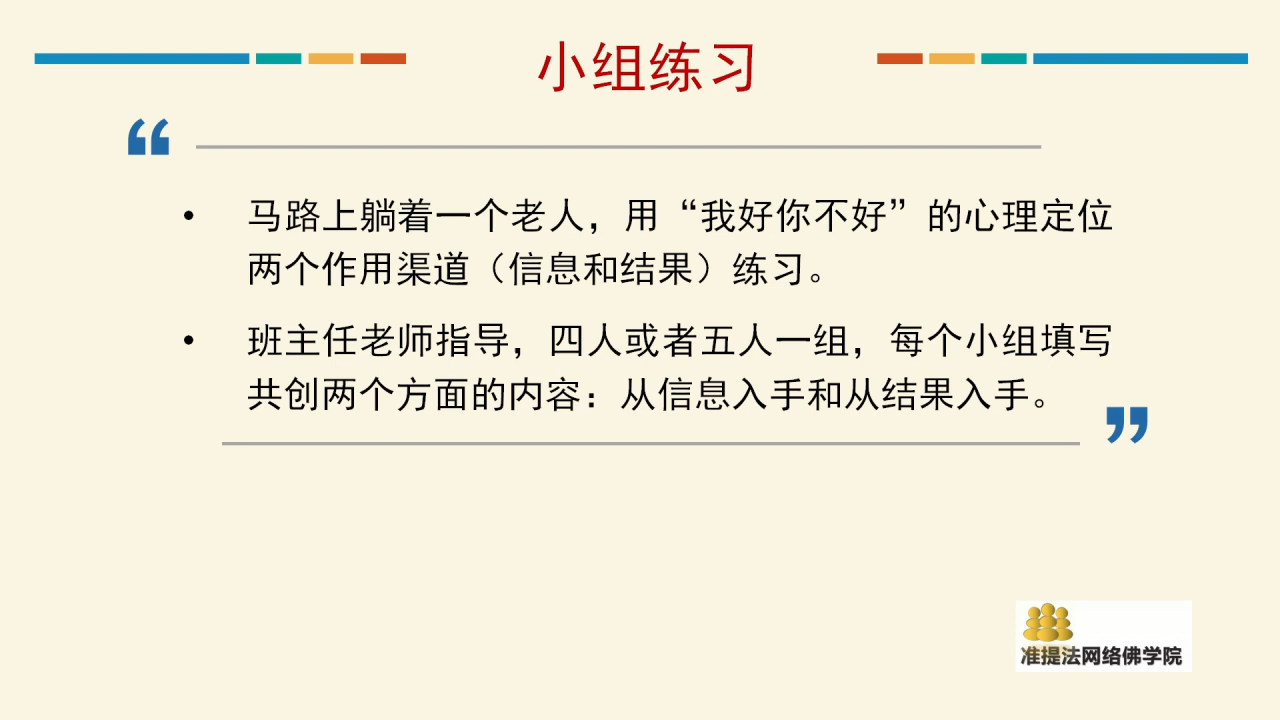 小组练习
“
• 马路上躺着一个老人，用“我好你不好”的心理定位
两个作用渠道（信息和结果）练习。
• 班主任老师指导，四人或者五人一组，每个小组填写
共创两个方面的内容：从信息入手和从结果入手。
”
准提法网络佛学院